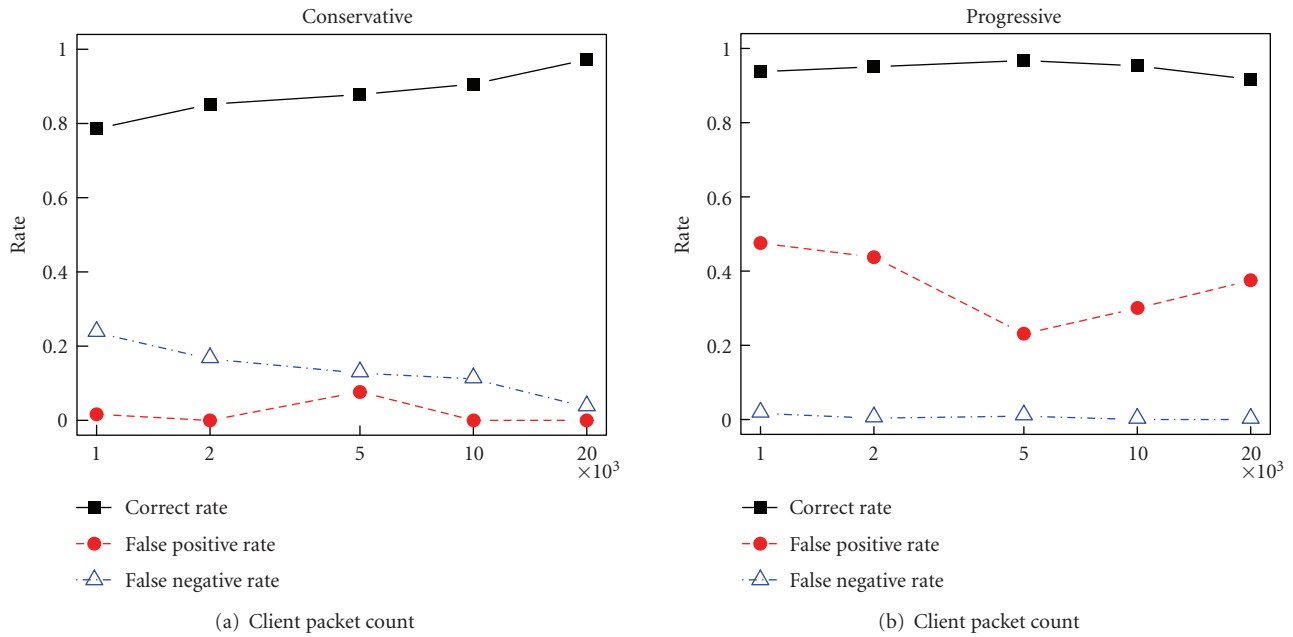 Conservative
1
0.8
0.6
0.4
0.2
0
Rate
1 2 5 10 20
×10³
Correct rate
False positive rate
False negative rate
(a) Client packet count
Progressive
1
0.8
0.6
0.4
0.2
0
Rate
1 2 5 10 20
×10³
Correct rate
False positive rate
False negative rate
(b) Client packet count